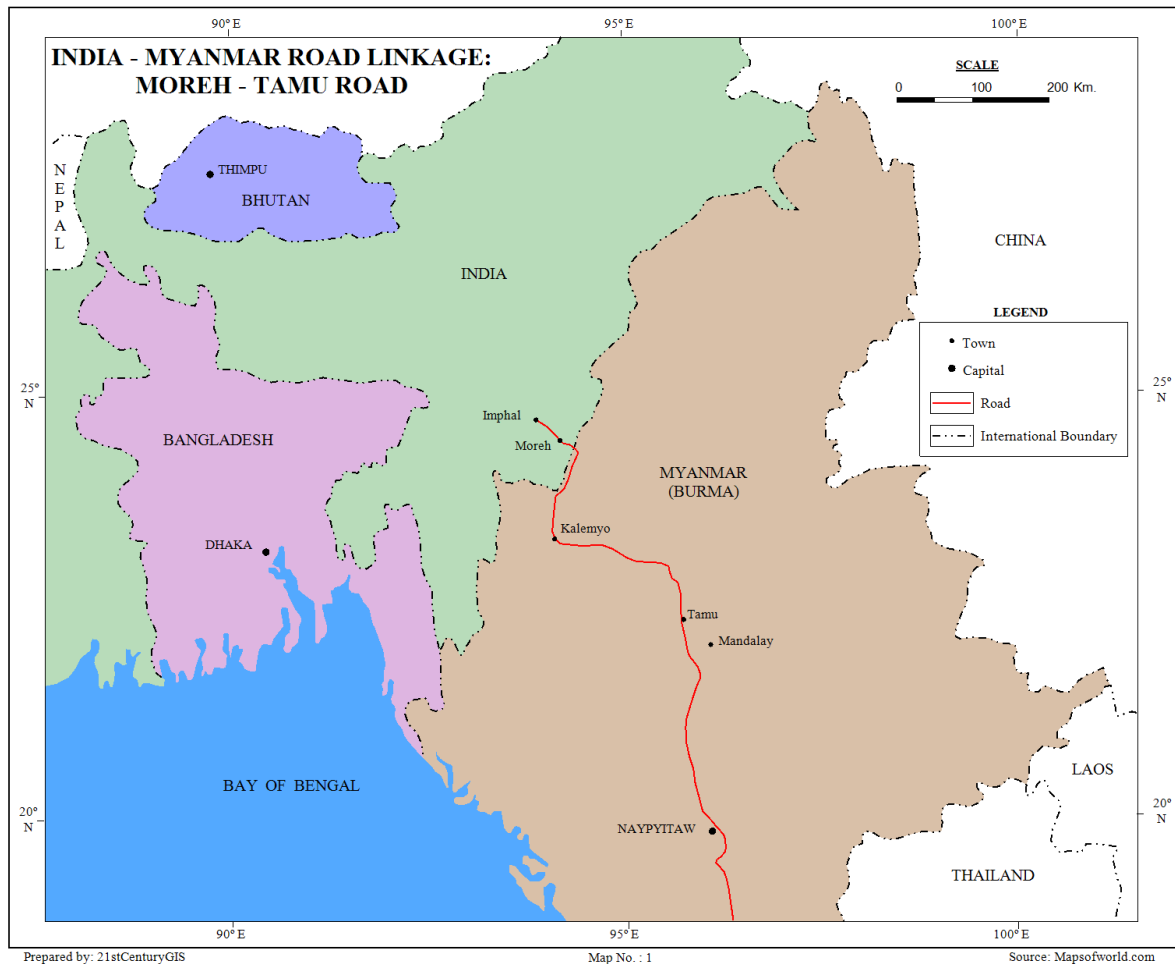 90° E
95° E
100° E
INDIA - MYANMAR ROAD LINKAGE:
MOREH - TAMU ROAD
SCALE
0 100 200 Km.
N
E
P
A
L
THIMPU
BHUTAN
CHINA
INDIA
LEGEND
Town
Capital
Road
International Boundary
25°
N
25°
N
Imphal
Moreh
BANGLADESH
MYANMAR
(BURMA)
Kalemyo
DHAKA
Tamu
Mandalay
BAY OF BENGAL
LAOS
20°
N
20°
N
NAYPYITAW
THAILAND
90° E
95° E
100° E
Prepared by: 21stCenturyGIS
Map No. : 1
Source: Mapsofworld.com